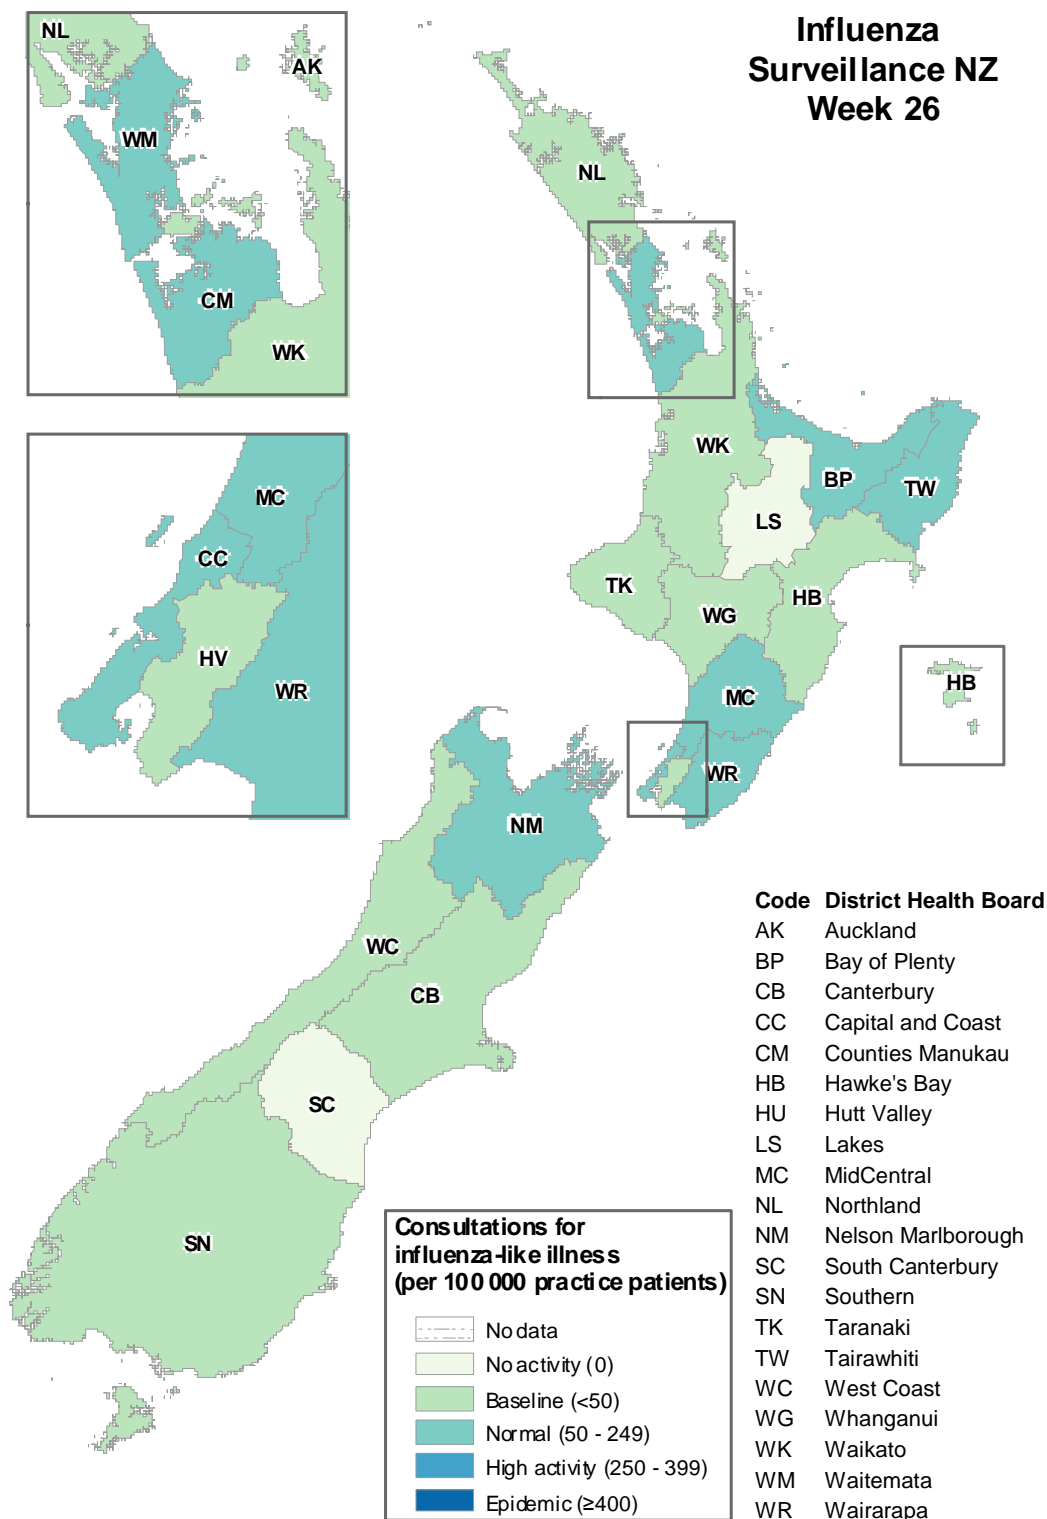 Influenza
Surveillance NZ
Week 26
NL
AK
WM
CM
WK
MC
CC
HV
WR
NL
WK
BP
TW
LS
TK
WG
HB
MC
WR
HB
NM
WC
CB
SC
SN
Consultations for
influenza-like illness
(per 100 000 practice patients)
No data
No activity (0)
Baseline (<50)
Normal (50 - 249)
High activity (250 - 399)
Epidemic (≥400)
Code District Health Board
AK Auckland
BP Bay of Plenty
CB Canterbury
CC Capital and Coast
CM Counties Manukau
HB Hawke's Bay
HU Hutt Valley
LS Lakes
MC MidCentral
NL Northland
NM Nelson Marlborough
SC South Canterbury
SN Southern
TK Taranaki
TW Tairawhiti
WC West Coast
WG Whanganui
WK Waikato
WM Waitemata
WR Wairarapa